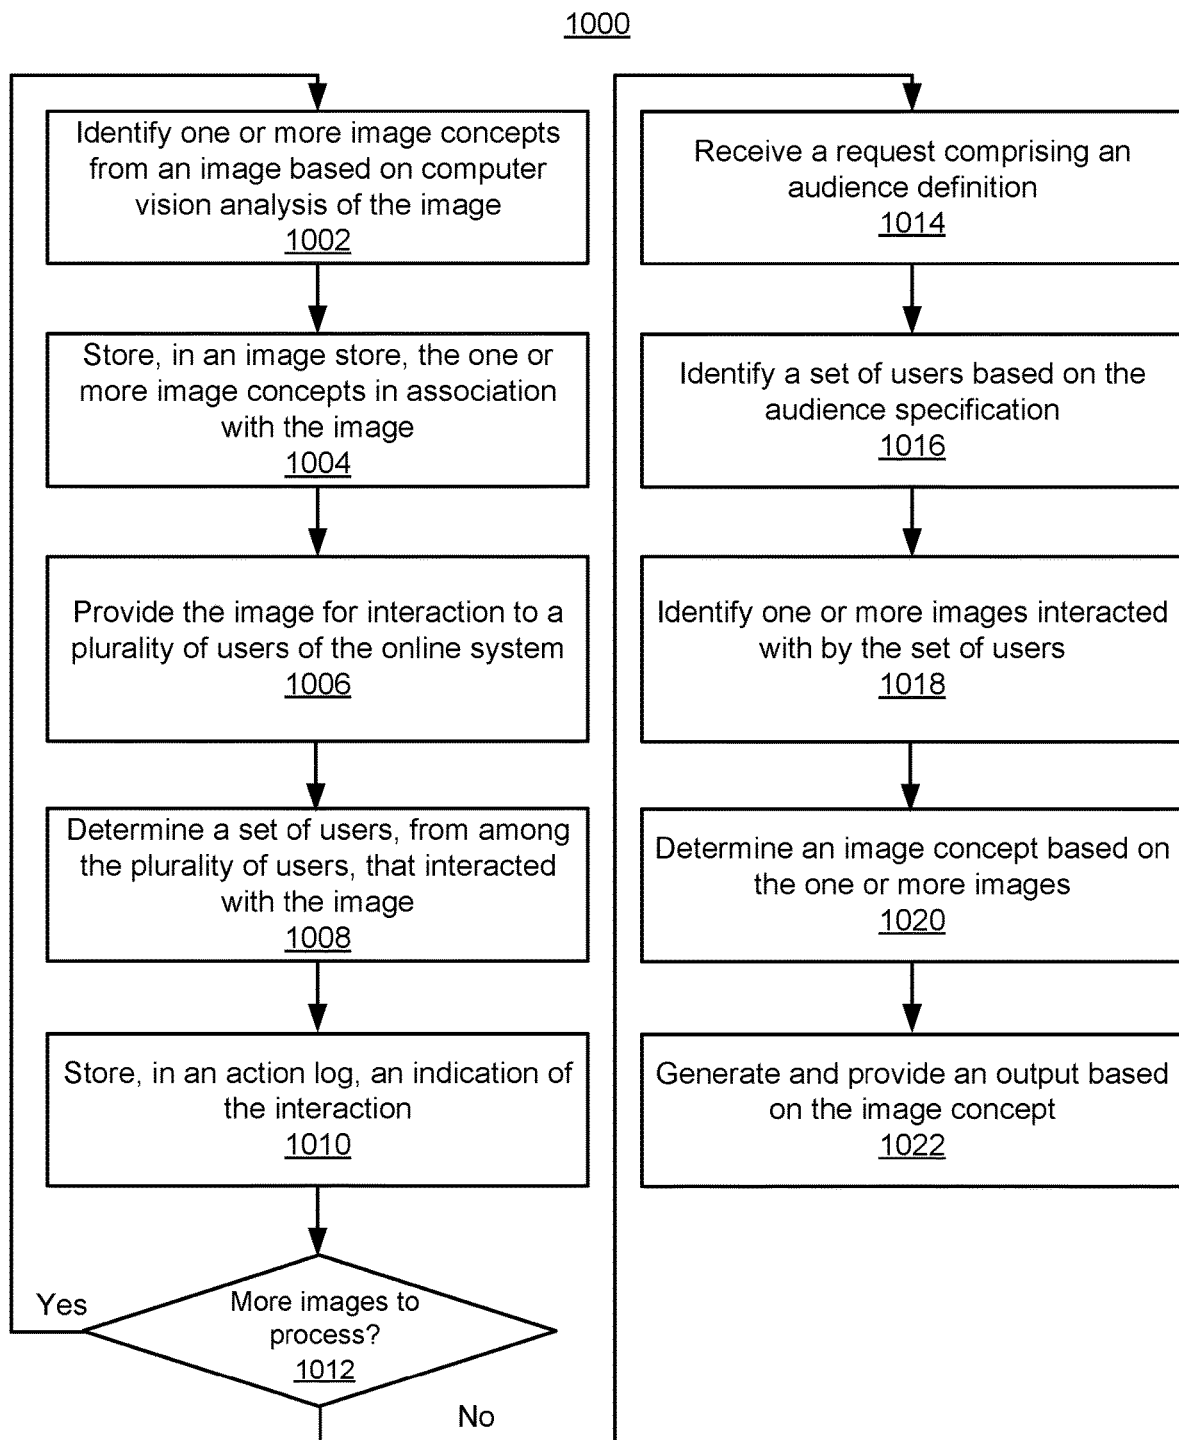 1000
Identify one or more image concepts
from an image based on computer
vision analysis of the image
1002
Store, in an image store, the one or
more image concepts in association
with the image
1004
Provide the image for interaction to a
plurality of users of the online system
1006
Determine a set of users, from among
the plurality of users, that interacted
with the image
1008
Store, in an action log, an indication of
the interaction
1010
Yes
More images to
process?
1012
No
Receive a request comprising an
audience definition
1014
Identify a set of users based on the
audience specification
1016
Identify one or more images interacted
with by the set of users
1018
Determine an image concept based on
the one or more images
1020
Generate and provide an output based
on the image concept
1022